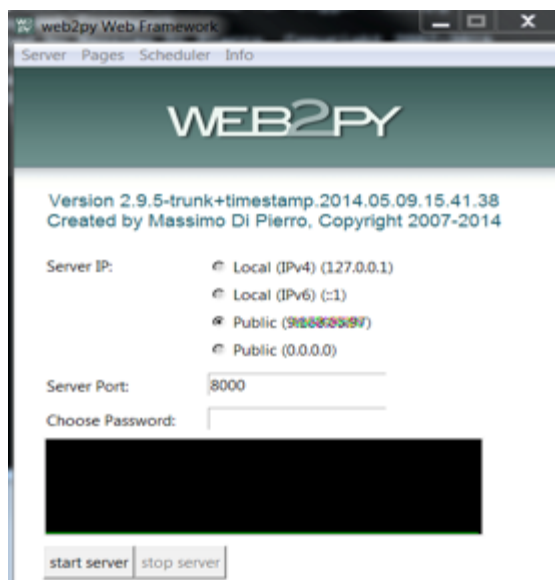 web2py Web Framework
Server Pages Scheduler Info
WEB2PY
Version 2.9.5-trunk+timestamp.2014.05.09.15.41.38
Created by Massimo Di Pierro, Copyright 2007-2014
Server IP:
Local (IPv4) (127.0.0.1)
Local (IPv6) (::1)
Public
Public (0.0.0.0)
Server Port: 8000
Choose Password:
start server stop server